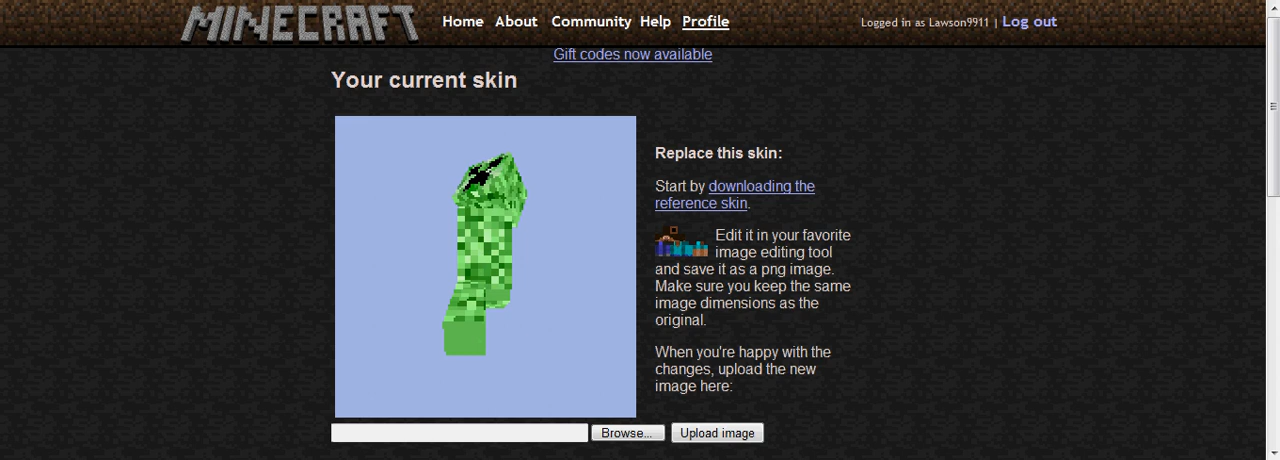 MINECRAFT
Home About Community Help Profile
Logged in as Lawson9911 | Log out
Gift codes now available
Your current skin
Replace this skin:
Start by downloading the
reference skin.
Edit it in your favorite
image editing tool
and save it as a png image.
Make sure you keep the same
image dimensions as the
original.
When you're happy with the
changes, upload the new
image here:
Browse... Upload image